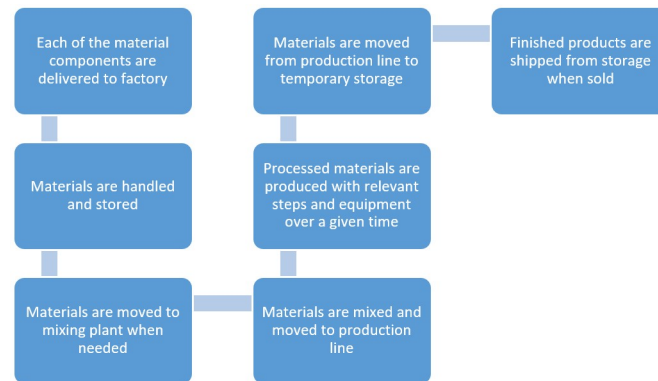 Each of the material
components are
delivered to factory
Materials are handled
and stored
Materials are moved to
mixing plant when
needed
Materials are mixed and
moved to production
line
Processed materials are
produced with relevant
steps and equipment
over a given time
Materials are moved
from production line to
temporary storage
Finished products are
shipped from storage
when sold